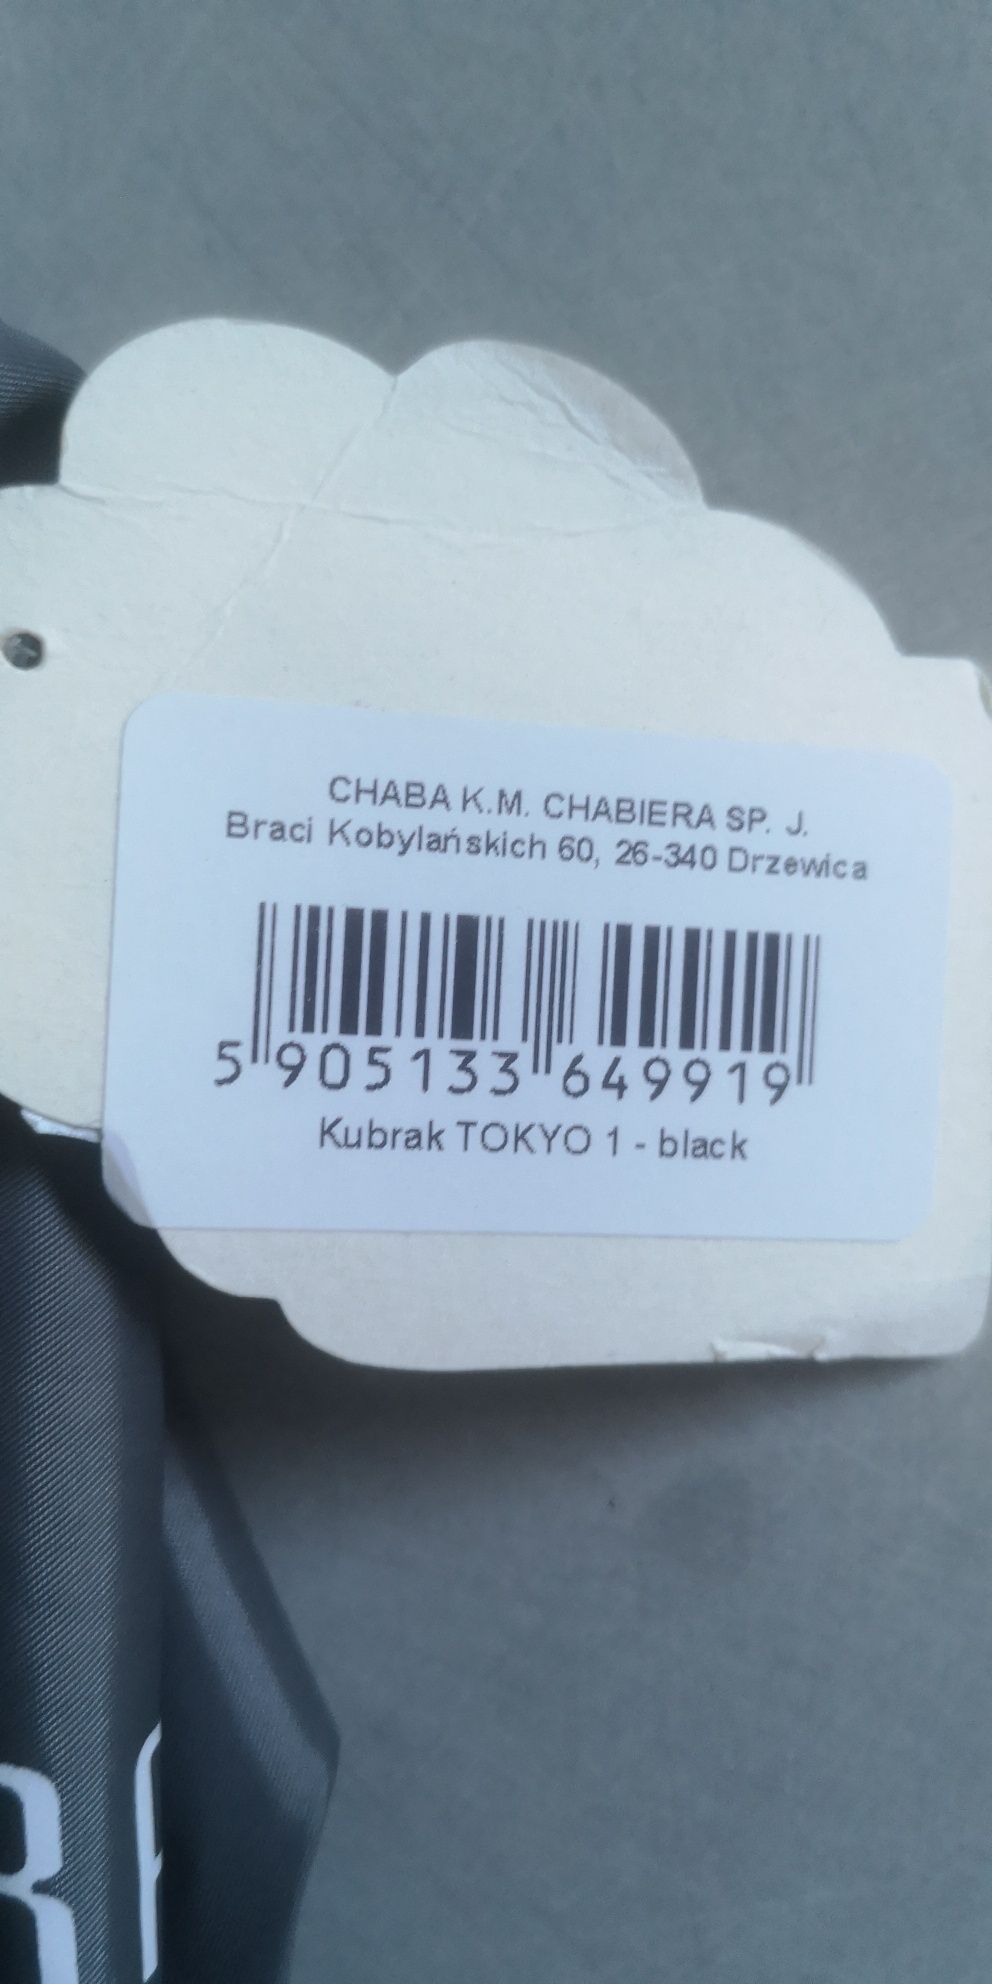 CHABA K.M. CHABIERA SP. J.
Braci Kobylańskich 60, 26-340 Drzewica
5 905133 649919
Kubrak TOKYO 1 - black